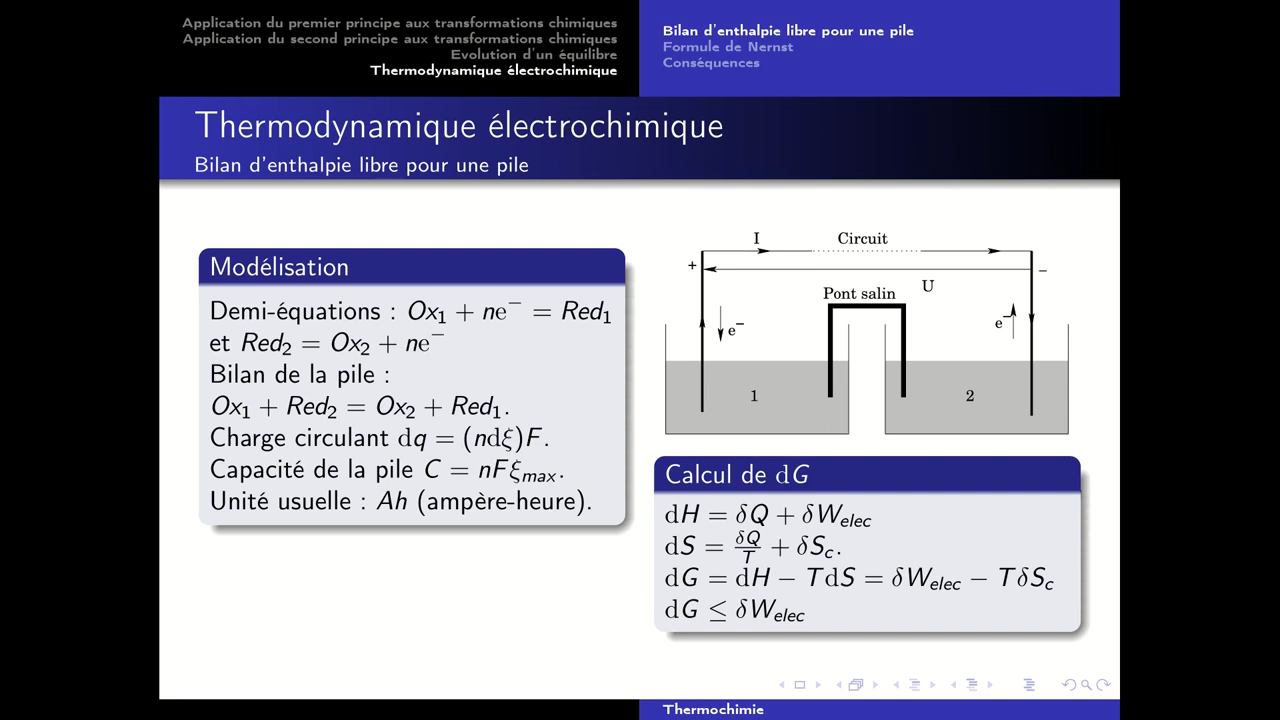 Application du premier principe aux transformations chimiques
Application du second principe aux transformations chimiques
Evolution d'un équilibre
Thermodynamique électrochimique
Bilan d'enthalpie libre pour une pile
Formule de Nernst
Conséquences
Thermodynamique électrochimique
Bilan d'enthalpie libre pour une pile
Modélisation
Demi-équations : Ox₁ + ne⁻ = Red₁
et Red₂ = Ox₂ + ne⁻
Bilan de la pile :
Ox₁ + Red₂ = Ox₂ + Red₁.
Charge circulant dq = (ndξ)F.
Capacité de la pile C = nFξ_max.
Unité usuelle : Ah (ampère-heure).
I
Circuit
+
−
U
Pont salin
e⁻
e⁻
1
2
Calcul de dG
dH = δQ + δW_elec
dS = δQ/T + δS_c.
dG = dH − TdS = δW_elec − TδS_c
dG ≤ δW_elec
Thermochimie